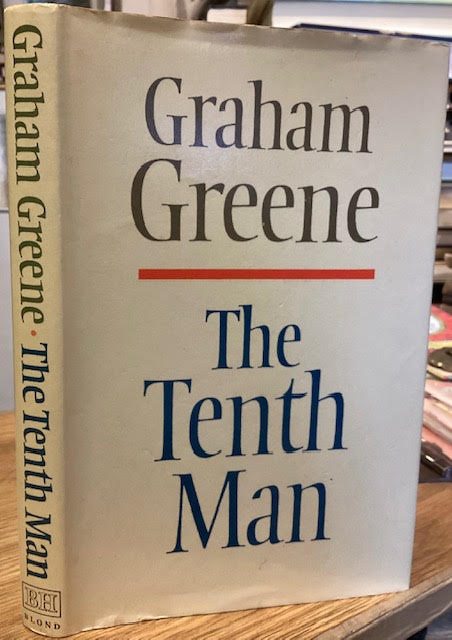 Graham Greene · The Tenth Man
BH
BLOND
Graham
Greene
The
Tenth
Man